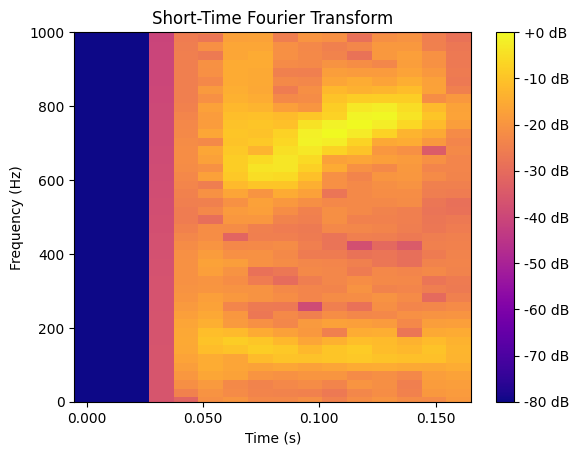 Short-Time Fourier Transform
Frequency (Hz)
1000
800
600
400
200
0
0.000
0.050
0.100
0.150
Time (s)
+0 dB
-10 dB
-20 dB
-30 dB
-40 dB
-50 dB
-60 dB
-70 dB
-80 dB